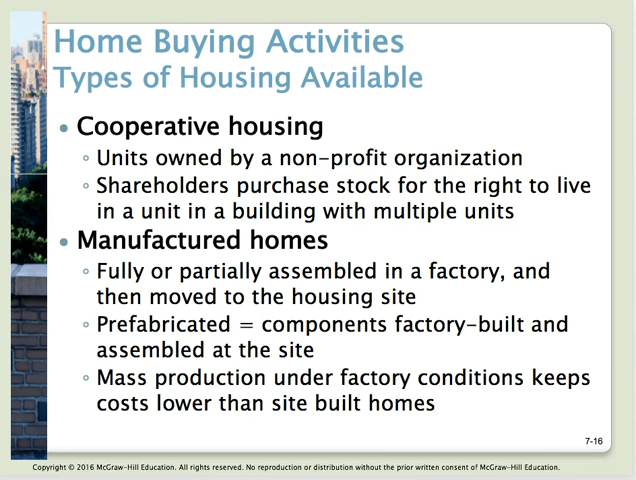 Home Buying Activities
Types of Housing Available
• Cooperative housing
◦ Units owned by a non-profit organization
◦ Shareholders purchase stock for the right to live
in a unit in a building with multiple units
• Manufactured homes
◦ Fully or partially assembled in a factory, and
then moved to the housing site
◦ Prefabricated = components factory-built and
assembled at the site
◦ Mass production under factory conditions keeps
costs lower than site built homes
7-16
Copyright © 2016 McGraw-Hill Education. All rights reserved. No reproduction or distribution without the prior written consent of McGraw-Hill Education.